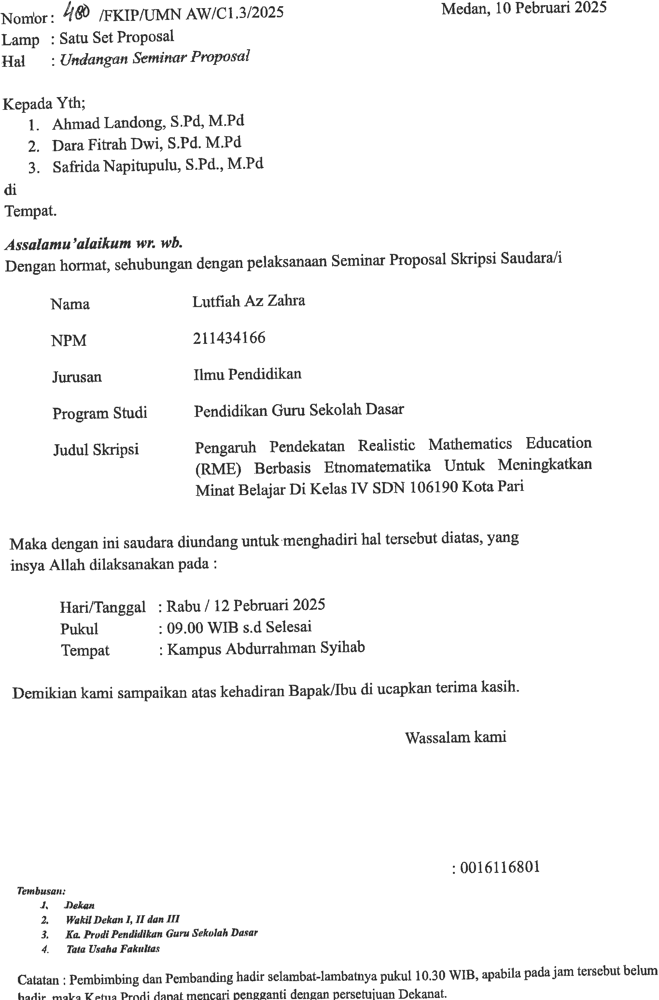 Nomor : 480 /FKIP/UMN AW/C1.3/2025 Medan, 10 Pebruari 2025
Lamp : Satu Set Proposal
Hal : Undangan Seminar Proposal
Kepada Yth;
1. Ahmad Landong, S.Pd, M.Pd
2. Dara Fitrah Dwi, S.Pd. M.Pd
3. Safrida Napitupulu, S.Pd., M.Pd
di
Tempat.
Assalamu'alaikum wr. wb.
Dengan hormat, sehubungan dengan pelaksanaan Seminar Proposal Skripsi Saudara/i
Nama Lutfiah Az Zahra
NPM 211434166
Jurusan Ilmu Pendidikan
Program Studi Pendidikan Guru Sekolah Dasar
Judul Skripsi Pengaruh Pendekatan Realistic Mathematics Education
(RME) Berbasis Etnomatematika Untuk Meningkatkan
Minat Belajar Di Kelas IV SDN 106190 Kota Pari
Maka dengan ini saudara diundang untuk menghadiri hal tersebut diatas, yang
insya Allah dilaksanakan pada :
Hari/Tanggal : Rabu / 12 Pebruari 2025
Pukul : 09.00 WIB s.d Selesai
Tempat : Kampus Abdurrahman Syihab
Demikian kami sampaikan atas kehadiran Bapak/Ibu di ucapkan terima kasih.
Wassalam kami
: 0016116801
Tembusan:
1. Dekan
2. Wakil Dekan I, II dan III
3. Ka. Prodi Pendidikan Guru Sekolah Dasar
4. Tata Usaha Fakultas
Catatan : Pembimbing dan Pembanding hadir selambat-lambatnya pukul 10.30 WIB, apabila pada jam tersebut belum
hadir, maka Ketua Prodi dapat mencari pengganti dengan persetujuan Dekanat.